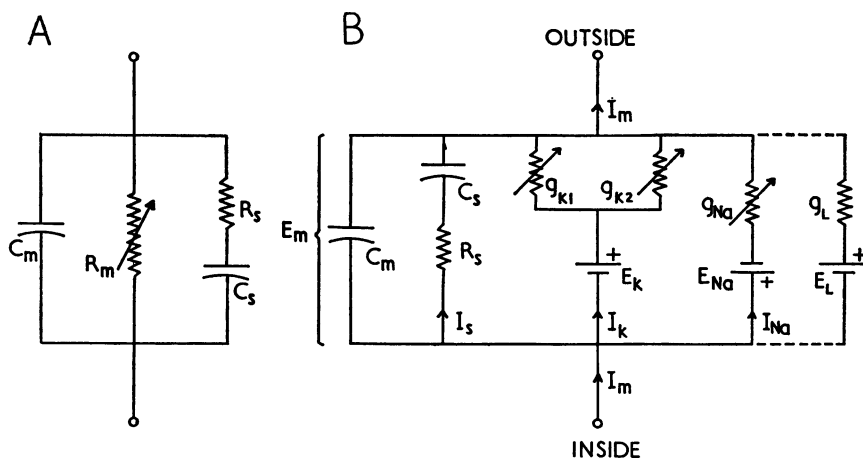 A
Cm
Rm
Rs
Cs
B
OUTSIDE
Im
Em
Cm
Cs
Rs
Is
gK1
gK2
+
EK
IK
gNa
ENa
+
INa
gL
EL
+
Im
INSIDE